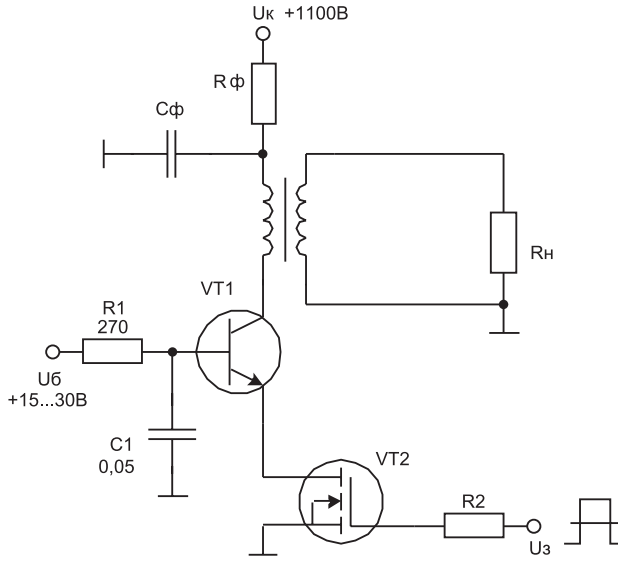 Uк +1100В
Rф
Cф
Rн
VT1
R1
270
Uб
+15...30В
C1
0,05
VT2
R2
Uз